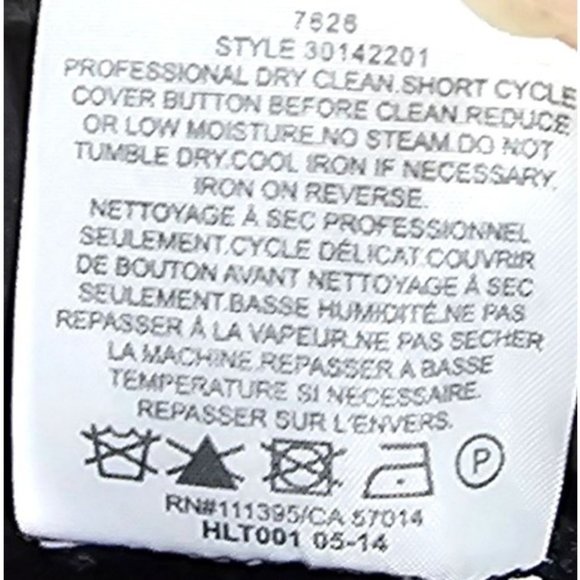 7626
STYLE 30142201
PROFESSIONAL DRY CLEAN.SHORT CYCLE
COVER BUTTON BEFORE CLEAN.REDUCE
OR LOW MOISTURE.NO STEAM.DO NOT
TUMBLE DRY.COOL IRON IF NECESSARY.
IRON ON REVERSE.
NETTOYAGE À SEC PROFESSIONNEL
SEULEMENT.CYCLE DÉLICAT.COUVRIR
DE BOUTON AVANT NETTOYAGE À SEC
SEULEMENT.BASSE HUMIDITÉ.NE PAS
REPASSER À LA VAPEUR.NE PAS SECHER
LA MACHINE.REPASSER A BASSE
TEMPERATURE SI NECESSAIRE.
REPASSER SUR L'ENVERS.
P
RN#111395/CA 57014
HLT001 05-14